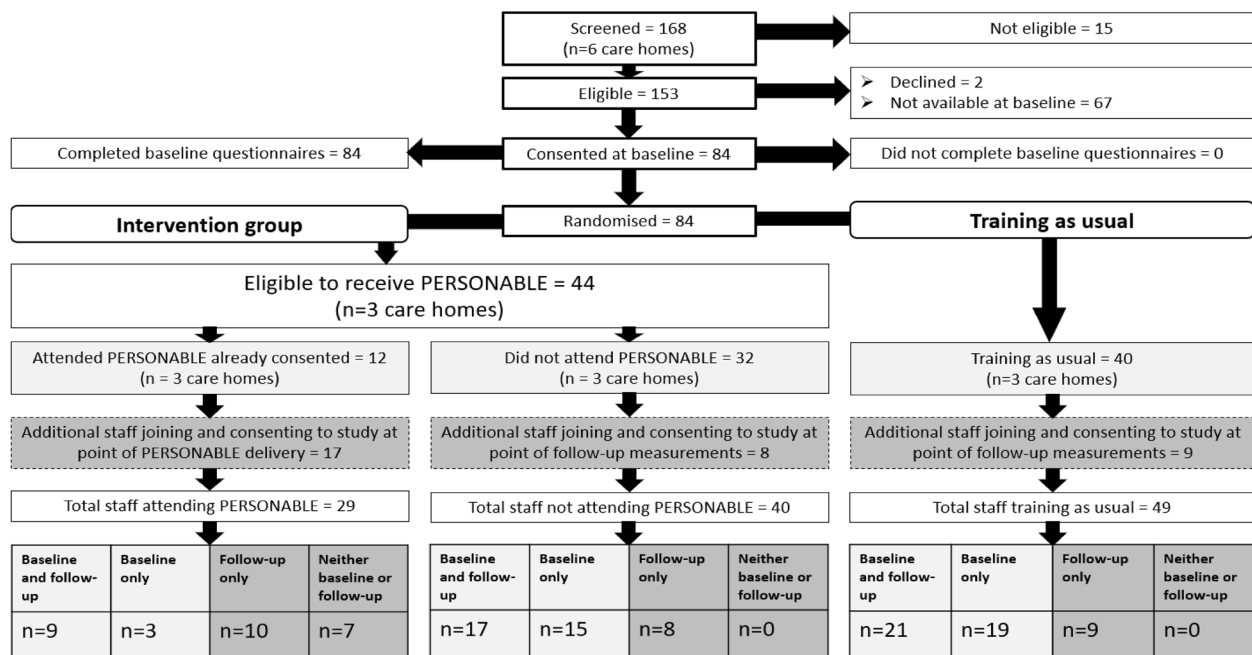 Screened = 168
(n=6 care homes)
Not eligible = 15
Eligible = 153
➢ Declined = 2
➢ Not available at baseline = 67
Completed baseline questionnaires = 84
Consented at baseline = 84
Did not complete baseline questionnaires = 0
Intervention group
Randomised = 84
Training as usual
Eligible to receive PERSONABLE = 44
(n=3 care homes)
Attended PERSONABLE already consented = 12
(n = 3 care homes)
Did not attend PERSONABLE = 32
(n = 3 care homes)
Training as usual = 40
(n=3 care homes)
Additional staff joining and consenting to study at
point of PERSONABLE delivery = 17
Additional staff joining and consenting to study at
point of follow-up measurements = 8
Additional staff joining and consenting to study at
point of follow-up measurements = 9
Total staff attending PERSONABLE = 29
Total staff not attending PERSONABLE = 40
Total staff training as usual = 49
Baseline
and follow-
up
Baseline
only
Follow-up
only
Neither
baseline or
follow-up
n=9
n=3
n=10
n=7
Baseline
and follow-
up
Baseline
only
Follow-up
only
Neither
baseline or
follow-up
n=17
n=15
n=8
n=0
Baseline
and follow-
up
Baseline
only
Follow-up
only
Neither
baseline or
follow-up
n=21
n=19
n=9
n=0